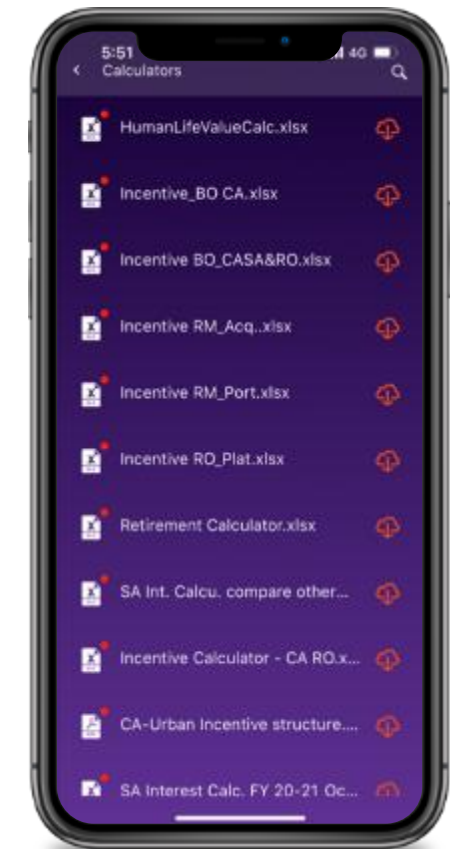 5:51
4G
Calculators
HumanLifeValueCalc.xlsx
Incentive_BO CA.xlsx
Incentive BO_CASA&RO.xlsx
Incentive RM_Acq..xlsx
Incentive RM_Port.xlsx
Incentive RO_Plat.xlsx
Retirement Calculator.xlsx
SA Int. Calcu. compare other...
Incentive Calculator - CA RO.x...
CA-Urban Incentive structure....
SA Interest Calc. FY 20-21 Oc...